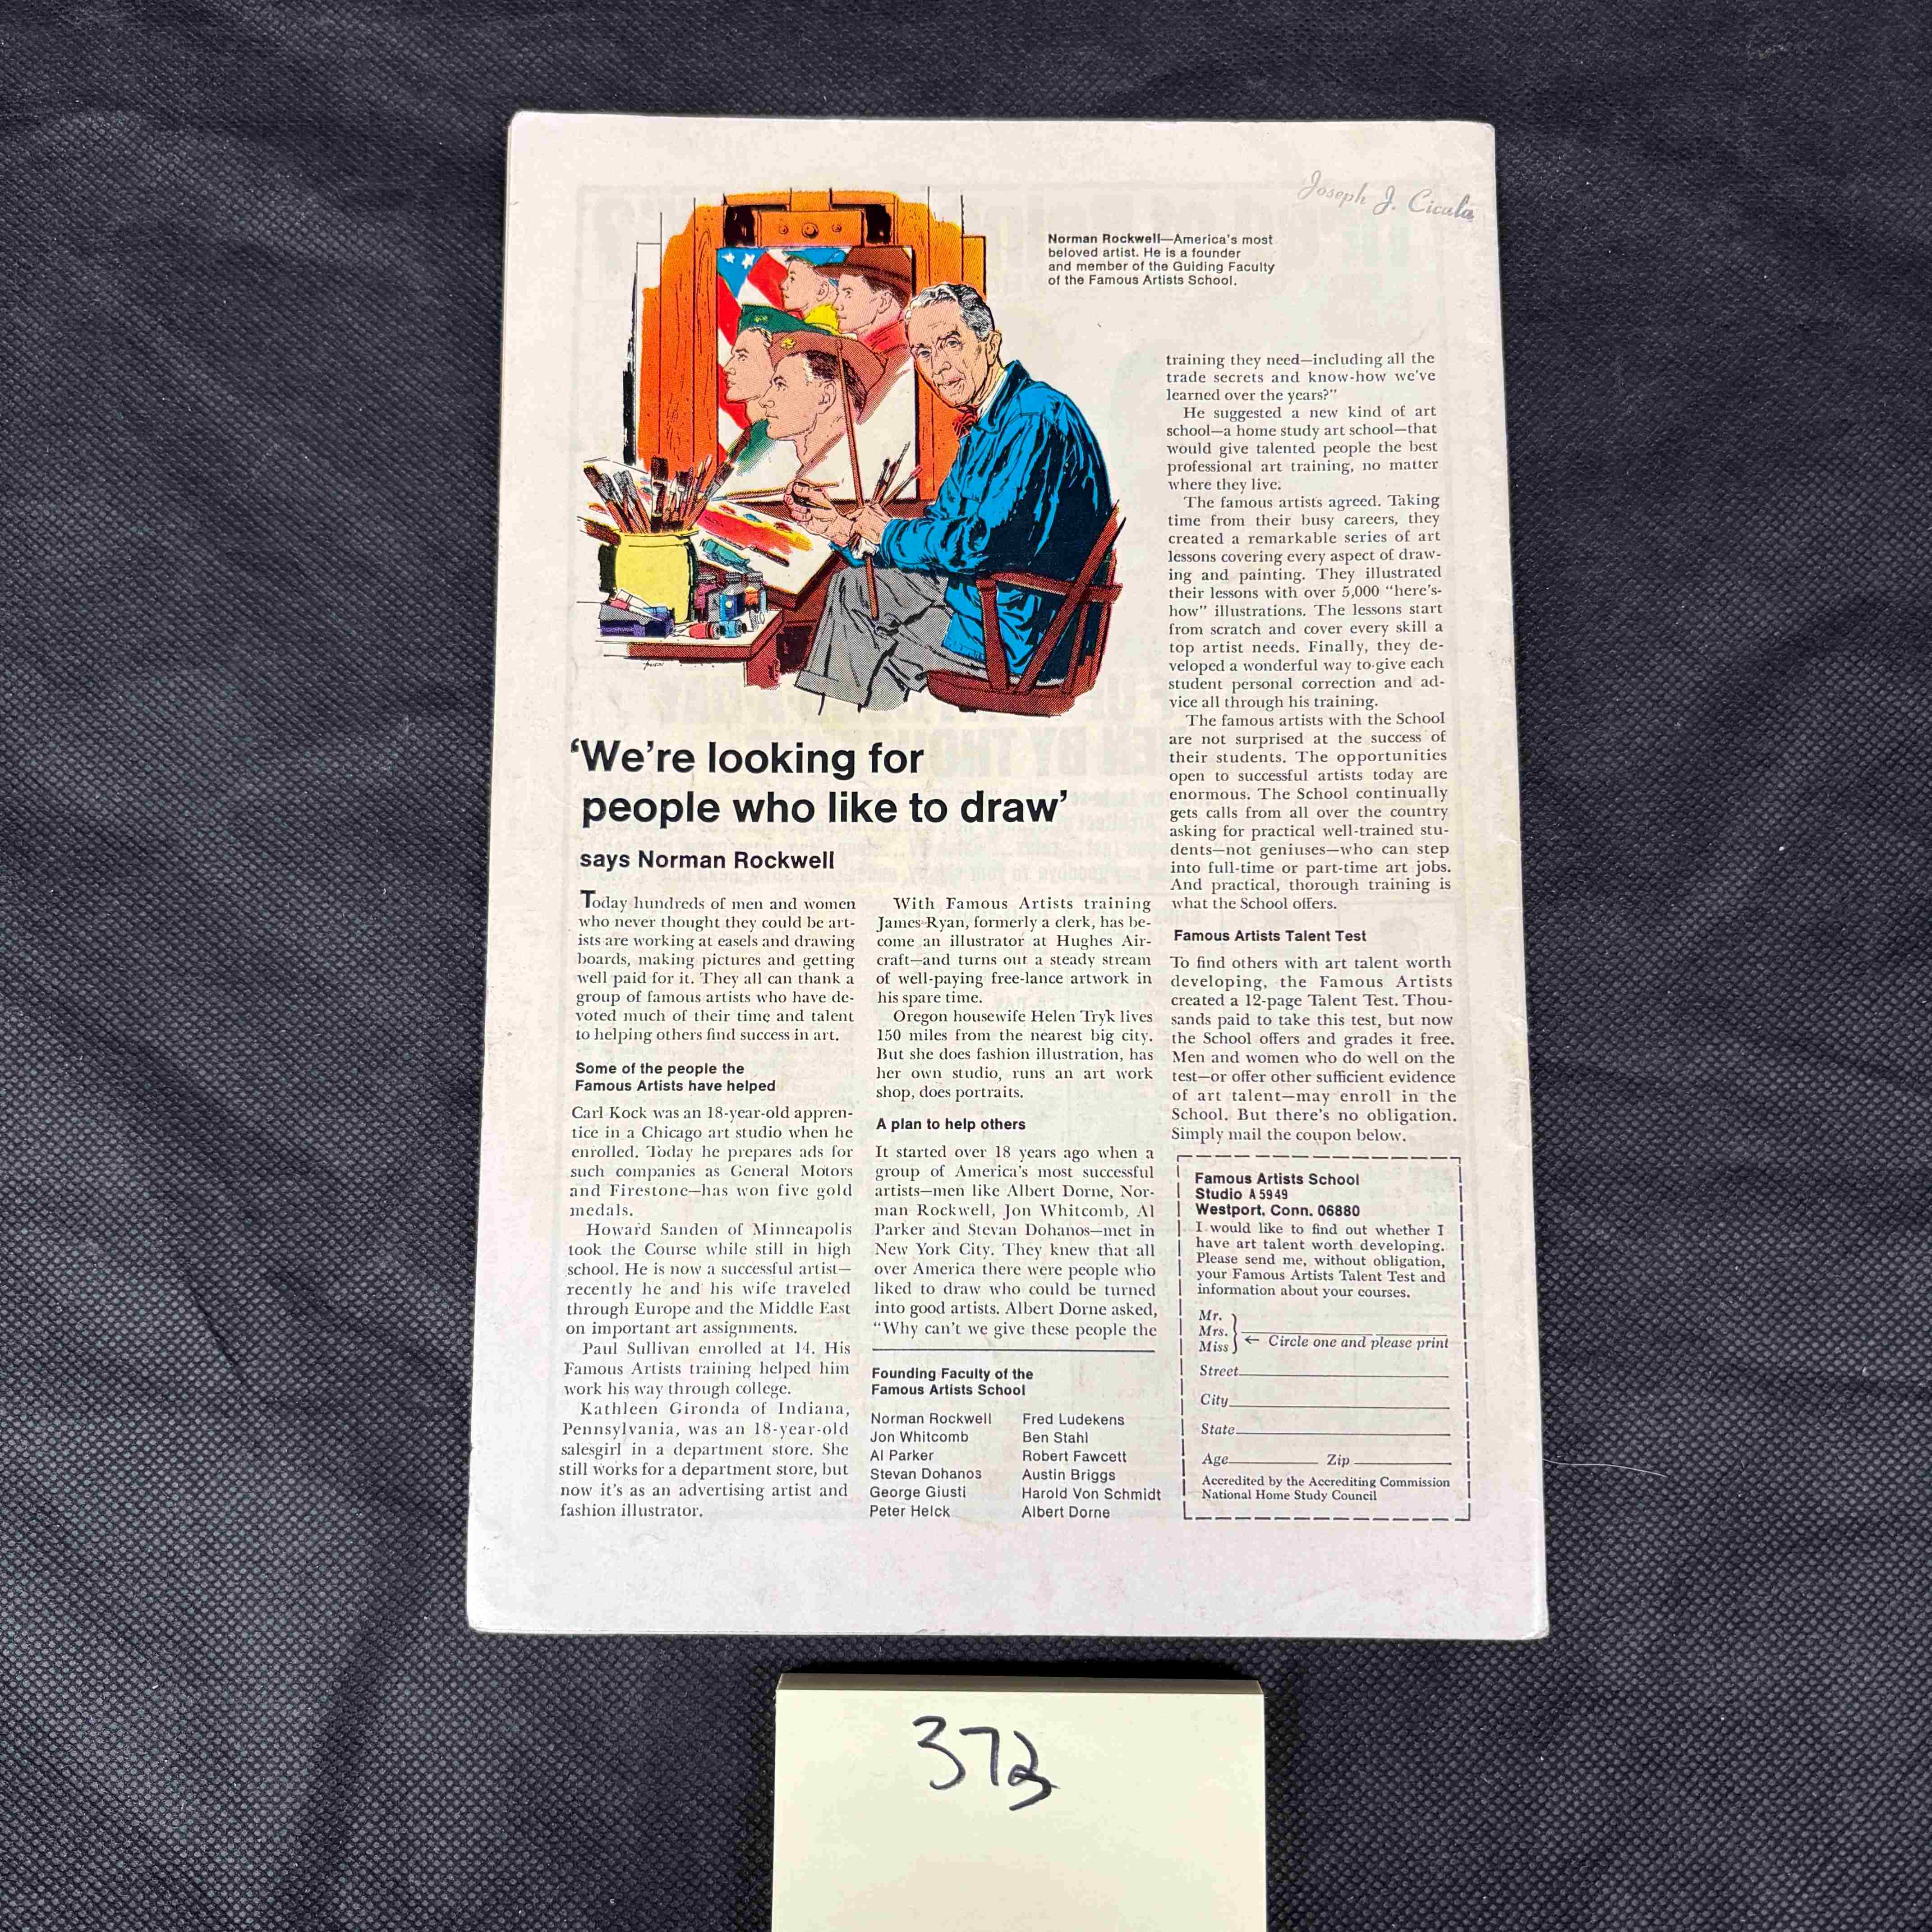 Joseph J. Cicula
Norman Rockwell—America's most
beloved artist. He is a founder
and member of the Guiding Faculty
of the Famous Artists School.
'We're looking for
people who like to draw'
says Norman Rockwell
Today hundreds of men and women
who never thought they could be art-
ists are working at easels and drawing
boards, making pictures and getting
well paid for it. They all can thank a
group of famous artists who have de-
voted much of their time and talent
to helping others find success in art.
Some of the people the
Famous Artists have helped
Carl Kock was an 18-year-old appren-
tice in a Chicago art studio when he
enrolled. Today he prepares ads for
such companies as General Motors
and Firestone—has won five gold
medals.
Howard Sanden of Minneapolis
took the Course while still in high
school. He is now a successful artist—
recently he and his wife traveled
through Europe and the Middle East
on important art assignments.
Paul Sullivan enrolled at 14. His
Famous Artists training helped him
work his way through college.
Kathleen Gironda of Indiana,
Pennsylvania, was an 18-year-old
salesgirl in a department store. She
still works for a department store, but
now it's as an advertising artist and
fashion illustrator.
With Famous Artists training
James Ryan, formerly a clerk, has be-
come an illustrator at Hughes Air-
craft—and turns out a steady stream
of well-paying free-lance artwork in
his spare time.
Oregon housewife Helen Tryk lives
150 miles from the nearest big city.
But she does fashion illustration, has
her own studio, runs an art work
shop, does portraits.
A plan to help others
It started over 18 years ago when a
group of America's most successful
artists—men like Albert Dorne, Nor-
man Rockwell, Jon Whitcomb, Al
Parker and Stevan Dohanos—met in
New York City. They knew that all
over America there were people who
liked to draw who could be turned
into good artists. Albert Dorne asked,
"Why can't we give these people the
Founding Faculty of the
Famous Artists School
Norman Rockwell
Jon Whitcomb
Al Parker
Stevan Dohanos
George Giusti
Peter Helck
Fred Ludekens
Ben Stahl
Robert Fawcett
Austin Briggs
Harold Von Schmidt
Albert Dorne
training they need—including all the
trade secrets and know-how we've
learned over the years?"
He suggested a new kind of art
school—a home study art school—that
would give talented people the best
professional art training, no matter
where they live.
The famous artists agreed. Taking
time from their busy careers, they
created a remarkable series of art
lessons covering every aspect of draw-
ing and painting. They illustrated
their lessons with over 5,000 "here's-
how" illustrations. The lessons start
from scratch and cover every skill a
top artist needs. Finally, they de-
veloped a wonderful way to give each
student personal correction and ad-
vice all through his training.
The famous artists with the School
are not surprised at the success of
their students. The opportunities
open to successful artists today are
enormous. The School continually
gets calls from all over the country
asking for practical well-trained stu-
dents—not geniuses—who can step
into full-time or part-time art jobs.
And practical, thorough training is
what the School offers.
Famous Artists Talent Test
To find others with art talent worth
developing, the Famous Artists
created a 12-page Talent Test. Thou-
sands paid to take this test, but now
the School offers and grades it free.
Men and women who do well on the
test—or offer other sufficient evidence
of art talent—may enroll in the
School. But there's no obligation.
Simply mail the coupon below.
Famous Artists School
Studio A5949
Westport, Conn. 06880
I would like to find out whether I
have art talent worth developing.
Please send me, without obligation,
your Famous Artists Talent Test and
information about your courses.
Mr.
Mrs.
Miss
← Circle one and please print
Street
City
State
Age Zip
Accredited by the Accrediting Commission
National Home Study Council